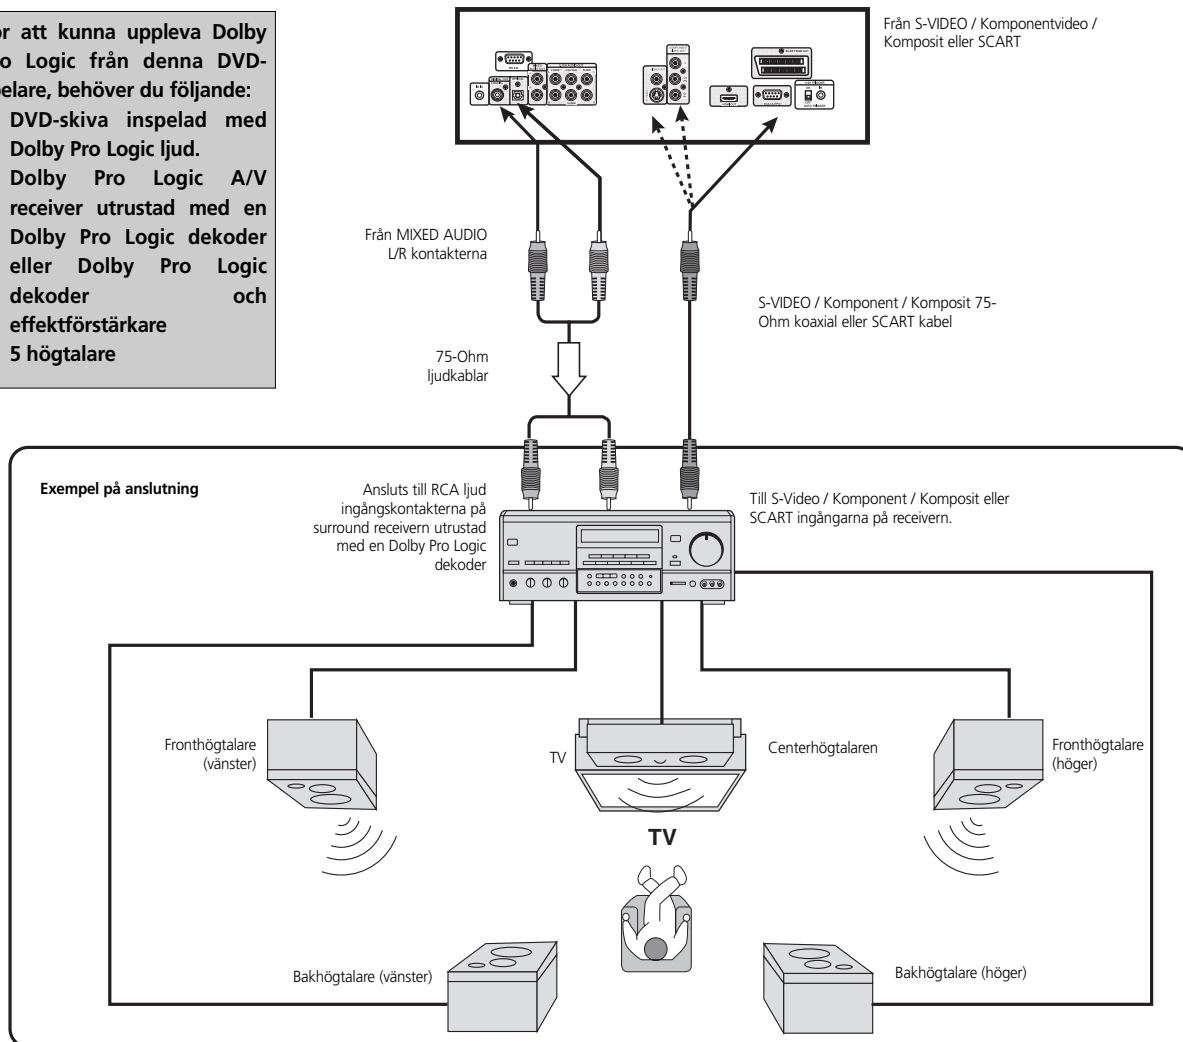 att kunna uppleva Dolby
Logic från denna DVD-
behöver du följande:
DVD-skiva inspelad med
Dolby Pro Logic ljud.
Dolby Pro Logic A/V
receiver utrustad med en
Dolby Pro Logic dekoder
eller Dolby Pro Logic
dekoder och
effektförstärkare
5 högtalare
Från S-VIDEO / Komponentvideo /
Komposit eller SCART
Från MIXED AUDIO
L/R kontakterna
S-VIDEO / Komponent / Komposit 75-
Ohm koaxial eller SCART kabel
75-Ohm
ljudkablar
Exempel på anslutning
Ansluts till RCA ljud
ingångskontakterna på
surround receivern utrustad
med en Dolby Pro Logic
dekoder
Till S-Video / Komponent / Komposit eller
SCART ingångarna på receivern.
Fronthögtalare
(vänster)
TV
Centerhögtalaren
Fronthögtalare
(höger)
TV
Bakhögtalare (vänster)
Bakhögtalare (höger)